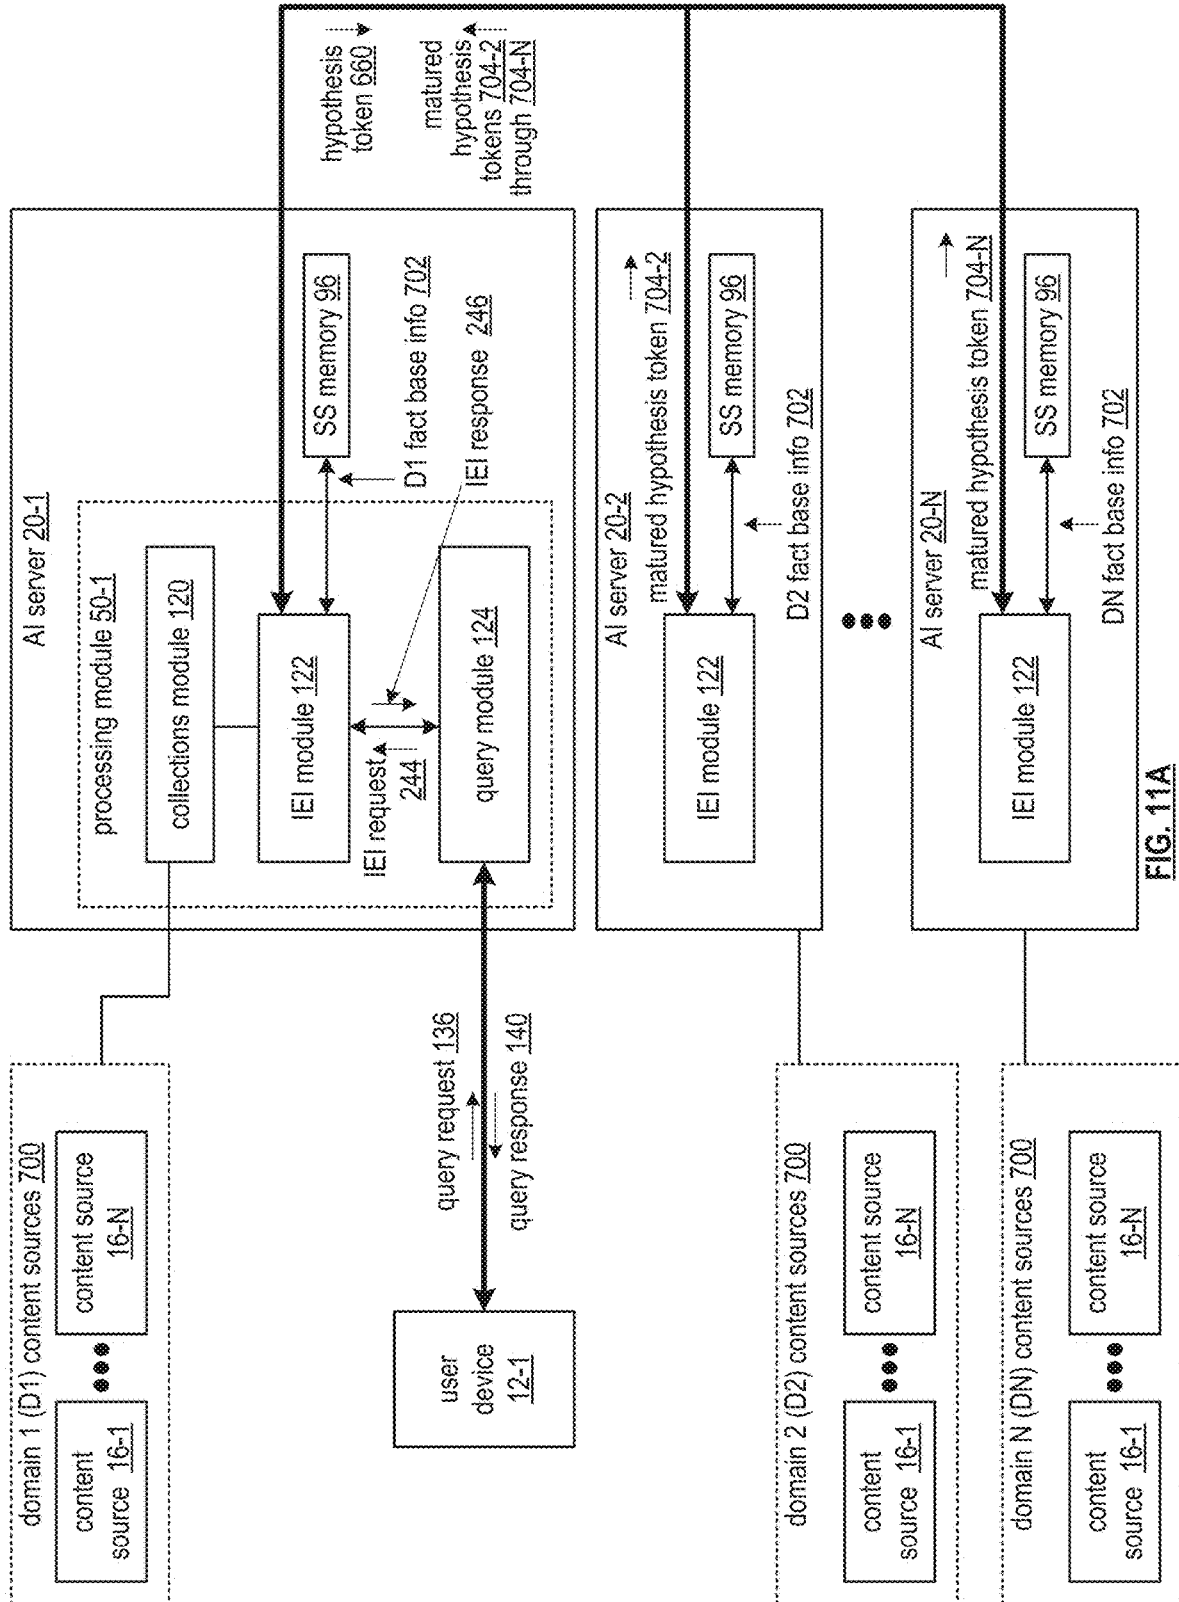 domain 1 (D1) content sources 700
content
source 16-1
content source
16-N
AI server 20-1
processing module 50-1
collections module 120
IEI module 122
IEI request
244
query module 124
SS memory 96
D1 fact base info 702
IEI response 246
hypothesis
token 660
matured
hypothesis
tokens 704-2
through 704-N
user
device
12-1
query request 136
query response 140
domain 2 (D2) content sources 700
content
source 16-1
content source
16-N
AI server 20-2
matured hypothesis token 704-2
IEI module 122
SS memory 96
D2 fact base info 702
domain N (DN) content sources 700
content
source 16-1
content source
16-N
AI server 20-N
matured hypothesis token 704-N
IEI module 122
SS memory 96
DN fact base info 702
FIG. 11A